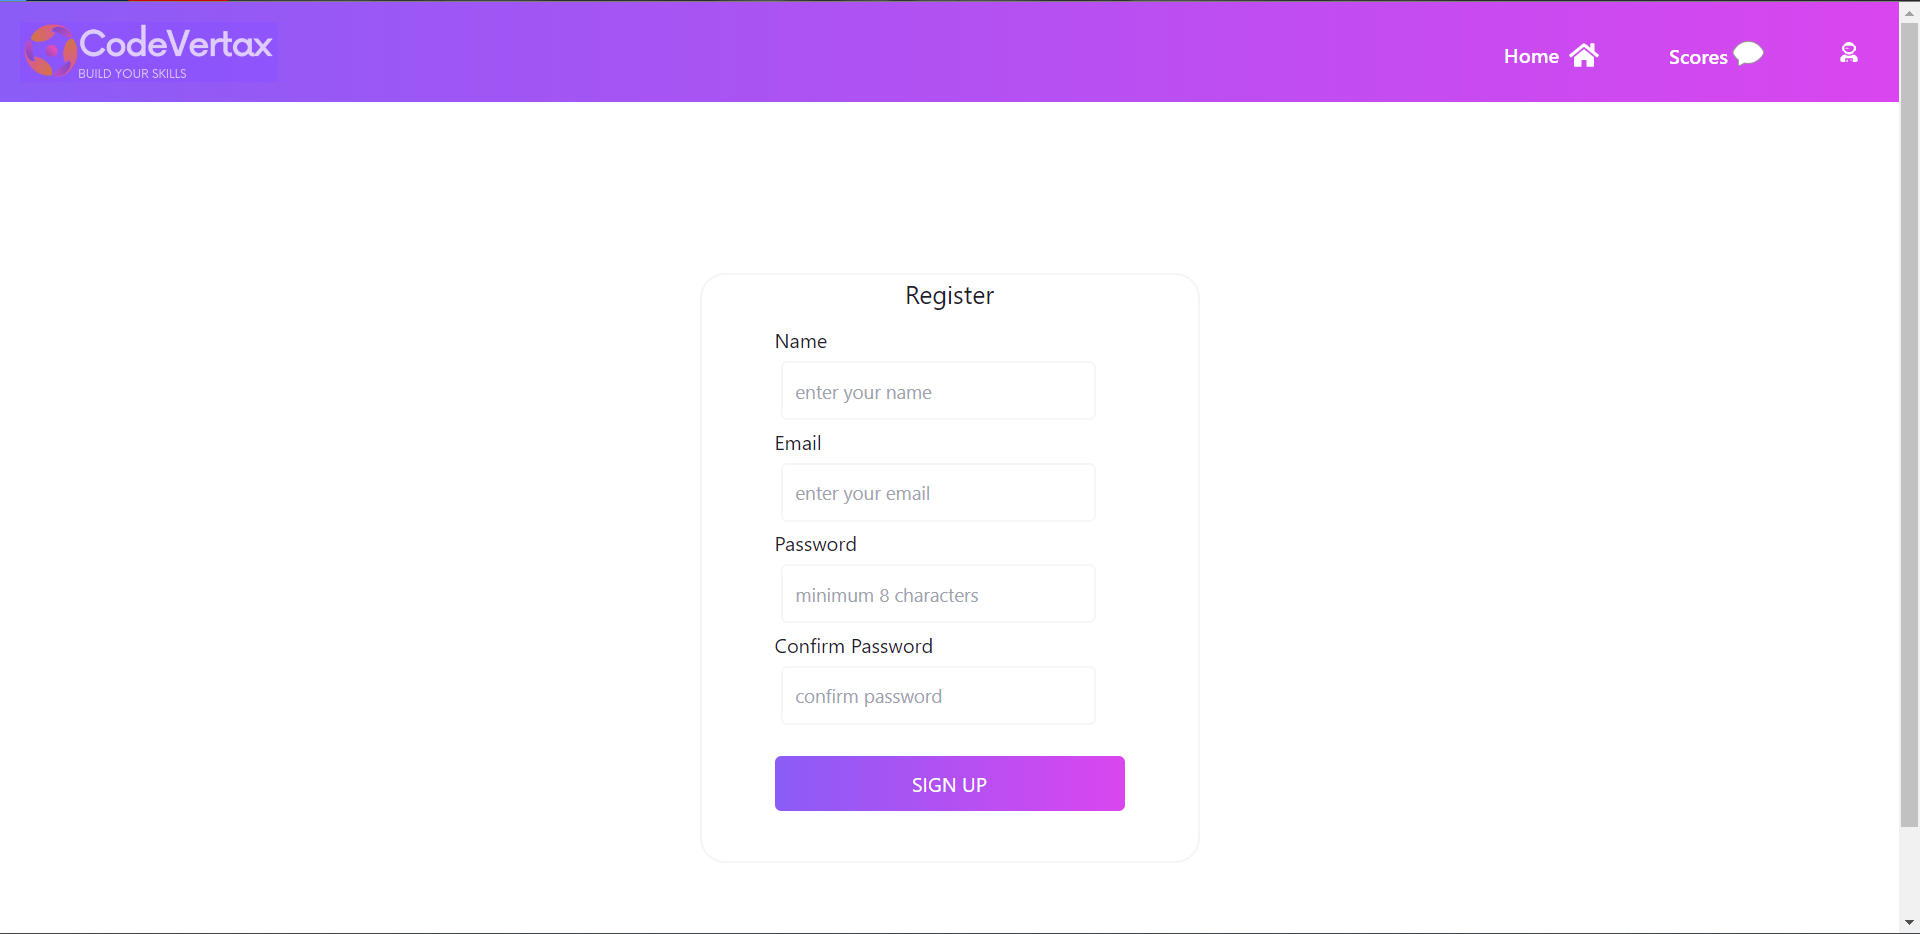 CodeVertax
BUILD YOUR SKILLS
Home
Scores
Register
Name
enter your name
Email
enter your email
Password
minimum 8 characters
Confirm Password
confirm password
SIGN UP